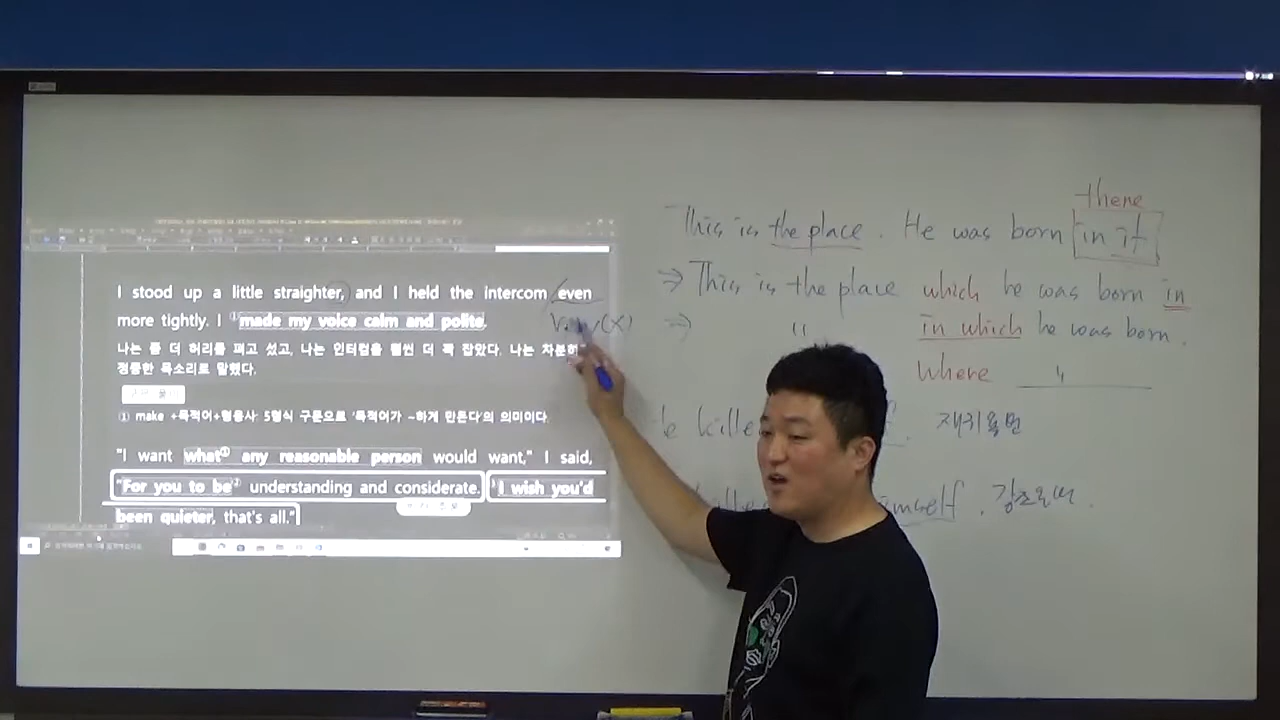 I stood up a little straighter, and I held the intercom even
more tightly. I ①made my voice calm and polite.
나는 좀 더 허리를 펴고 섰고, 나는 인터컴을 훨씬 더 꽉 잡았다. 나는 차분하
정중한 목소리로 말했다.
구문 풀이
① make +목적어+형용사: 5형식 구문으로 '목적어가 ~하게 만든다'의 의미이다.
"I want what① any reasonable person would want," I said,
"For you to be② understanding and considerate. I wish you'd
been quieter, that's all."
(X)
there
This is the place. He was born in it
⇒ This is the place which he was born in
⇒ " in which he was born.
where "
재귀용법
mself. 강조용법.